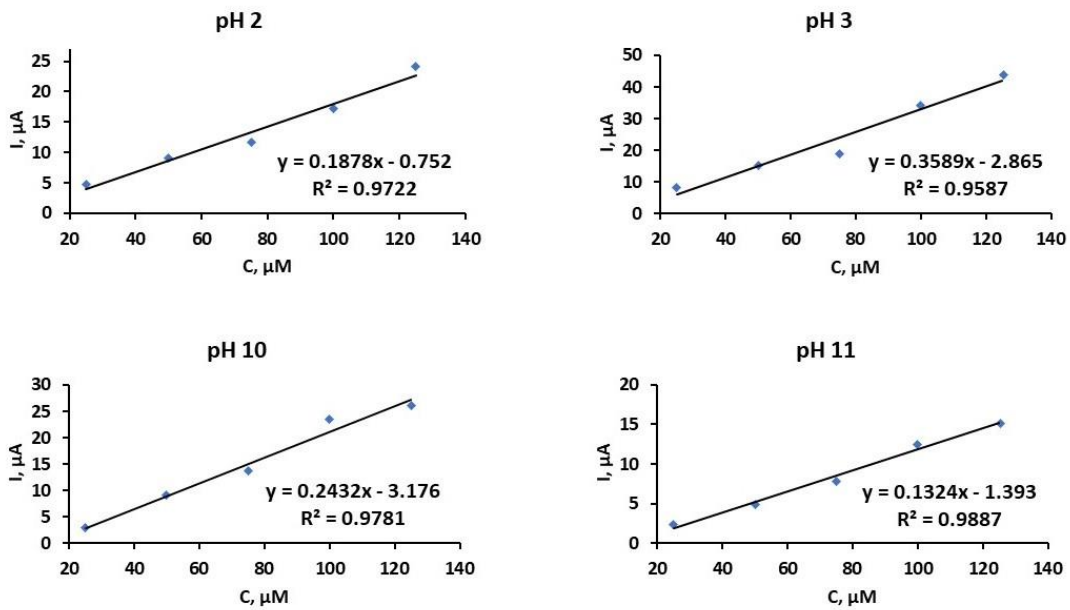 pH 2
25
20
15
10
5
0
I, µA
y = 0.1878x - 0.752
R² = 0.9722
20 40 60 80 100 120 140
C, µM
pH 3
50
40
30
20
10
0
I, µA
y = 0.3589x - 2.865
R² = 0.9587
20 40 60 80 100 120 140
C, µM
pH 10
30
25
20
15
10
5
0
I, µA
y = 0.2432x - 3.176
R² = 0.9781
20 40 60 80 100 120 140
C, µM
pH 11
20
15
10
5
0
I, µA
y = 0.1324x - 1.393
R² = 0.9887
20 40 60 80 100 120 140
C, µM